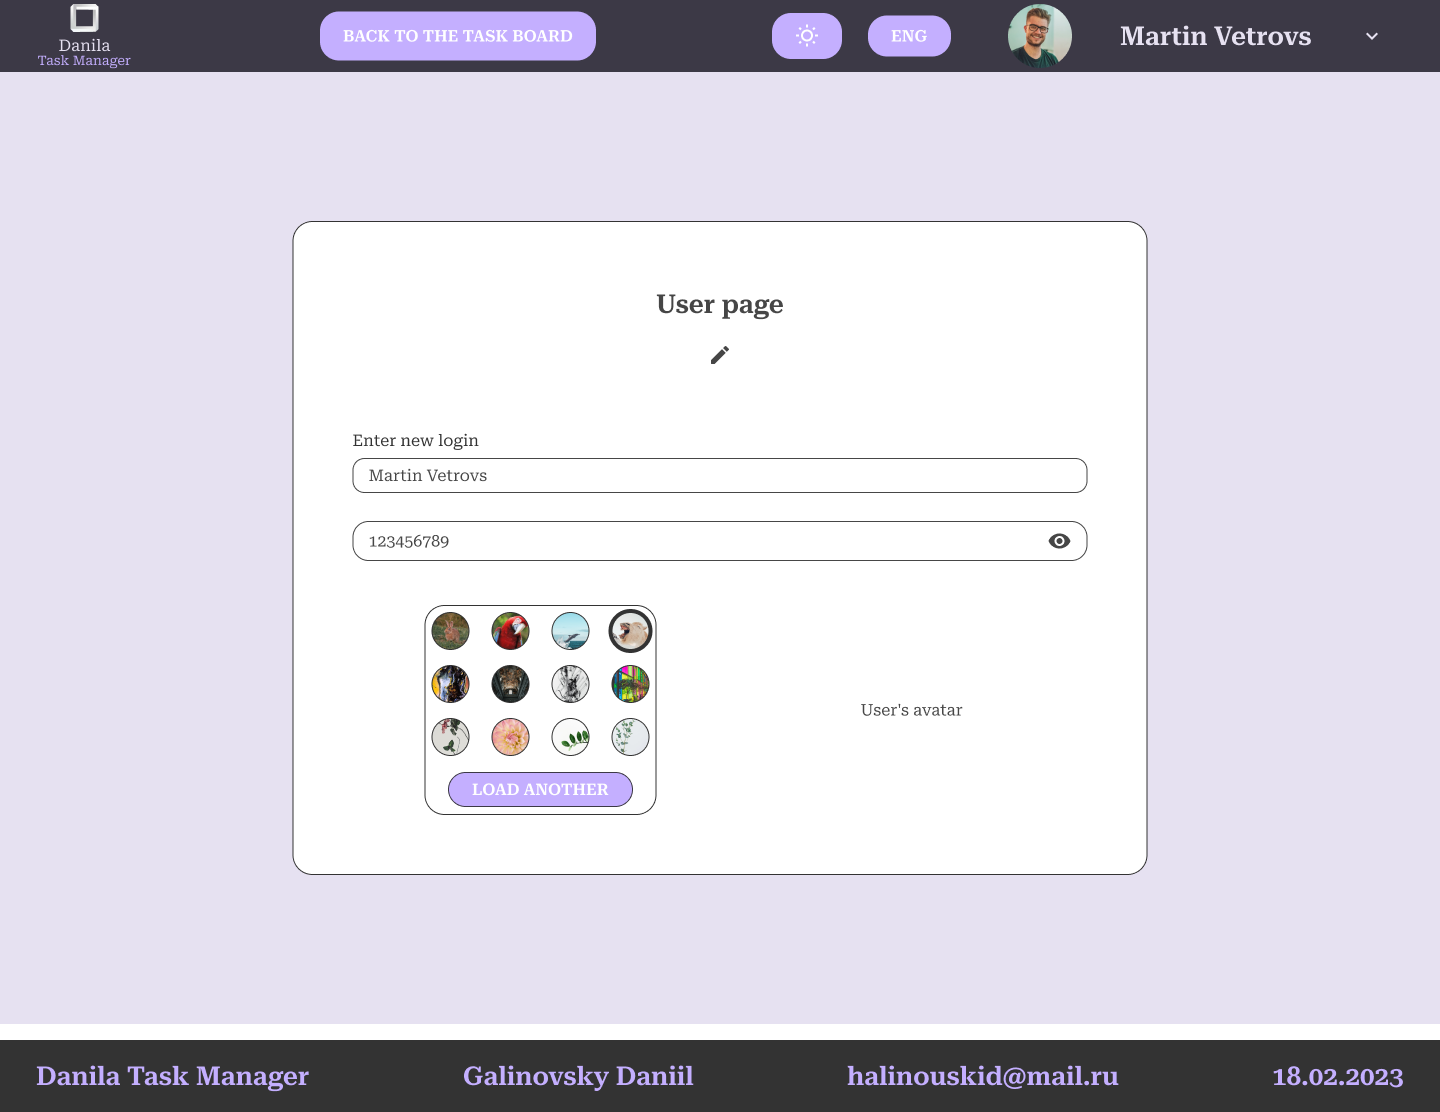 Danila
Task Manager
BACK TO THE TASK BOARD
ENG
Martin Vetrovs
User page
Enter new login
Martin Vetrovs
123456789
LOAD ANOTHER
User's avatar
Danila Task Manager
Galinovsky Daniil
halinouskid@mail.ru
18.02.2023